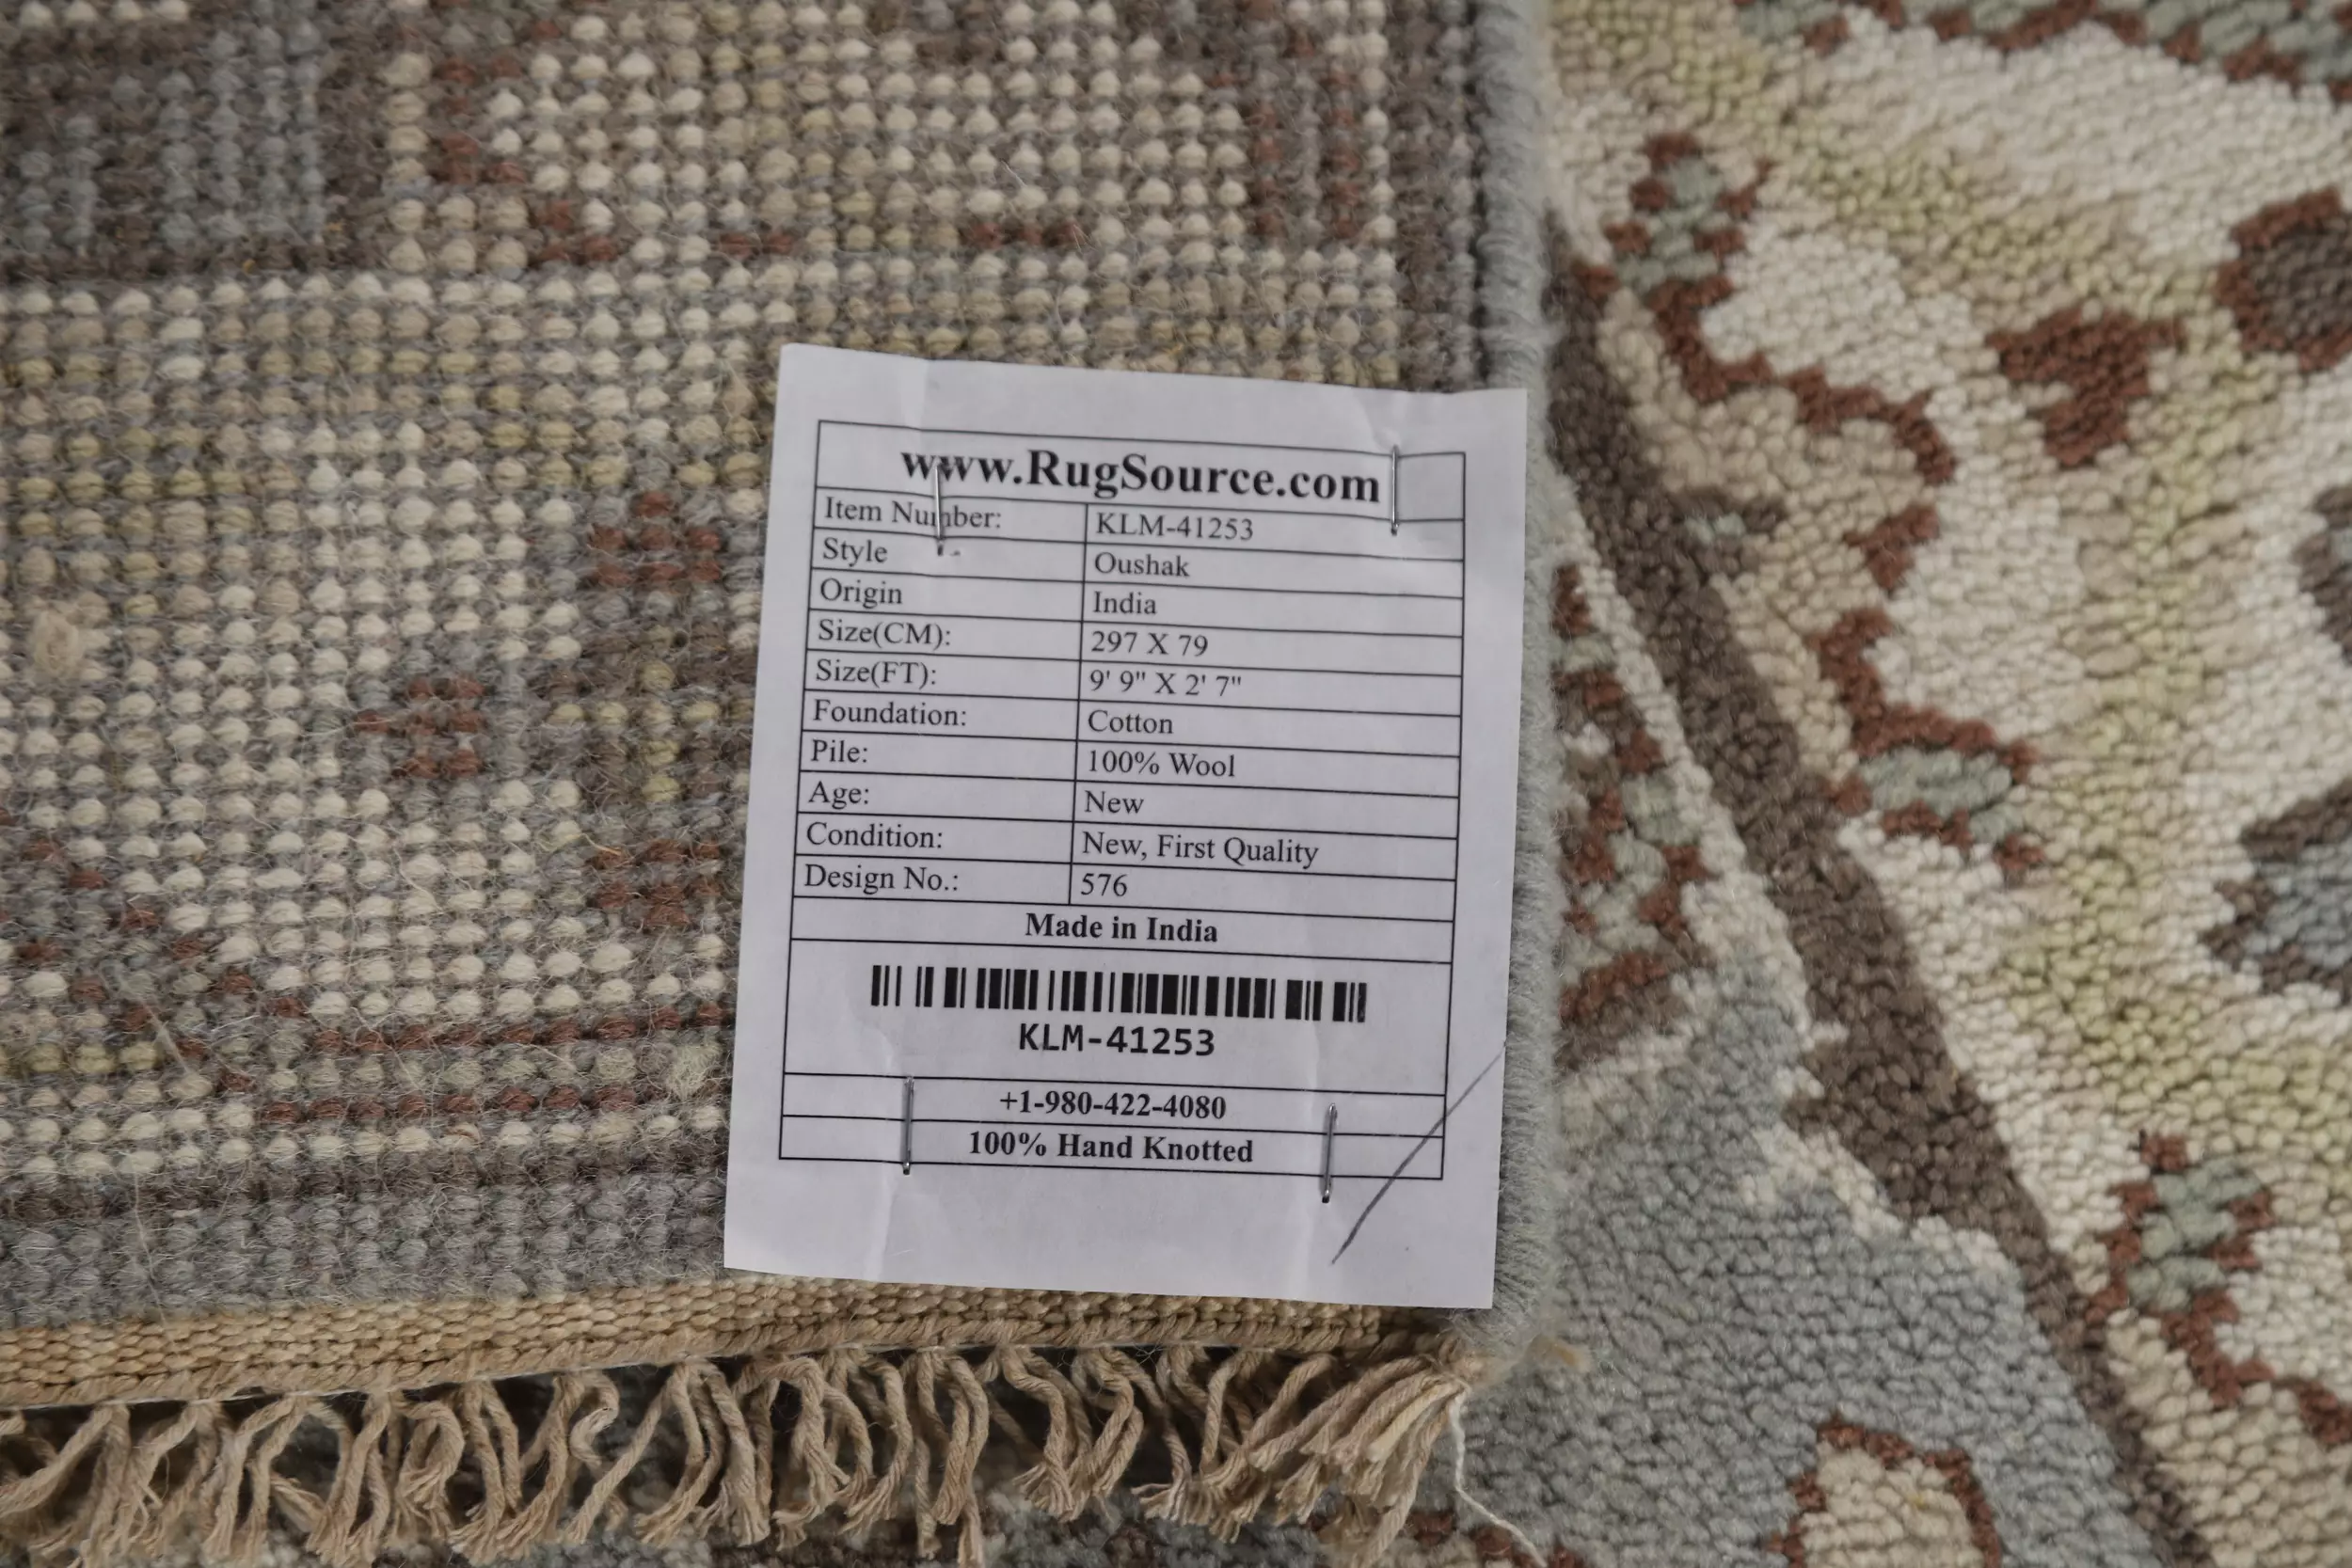 www.RugSource.com
Item Number: KLM-41253
Style Oushak
Origin India
Size(CM): 297 X 79
Size(FT): 9' 9" X 2' 7"
Foundation: Cotton
Pile: 100% Wool
Age: New
Condition: New, First Quality
Design No.: 576
Made in India
KLM-41253
+1-980-422-4080
100% Hand Knotted